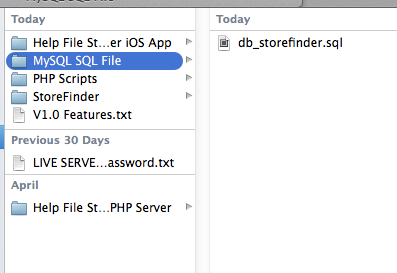 Today
Help File St...er iOS App
MySQL SQL File
PHP Scripts
StoreFinder
V1.0 Features.txt
Previous 30 Days
LIVE SERVE...assword.txt
April
Help File St...PHP Server
Today
db_storefinder.sql